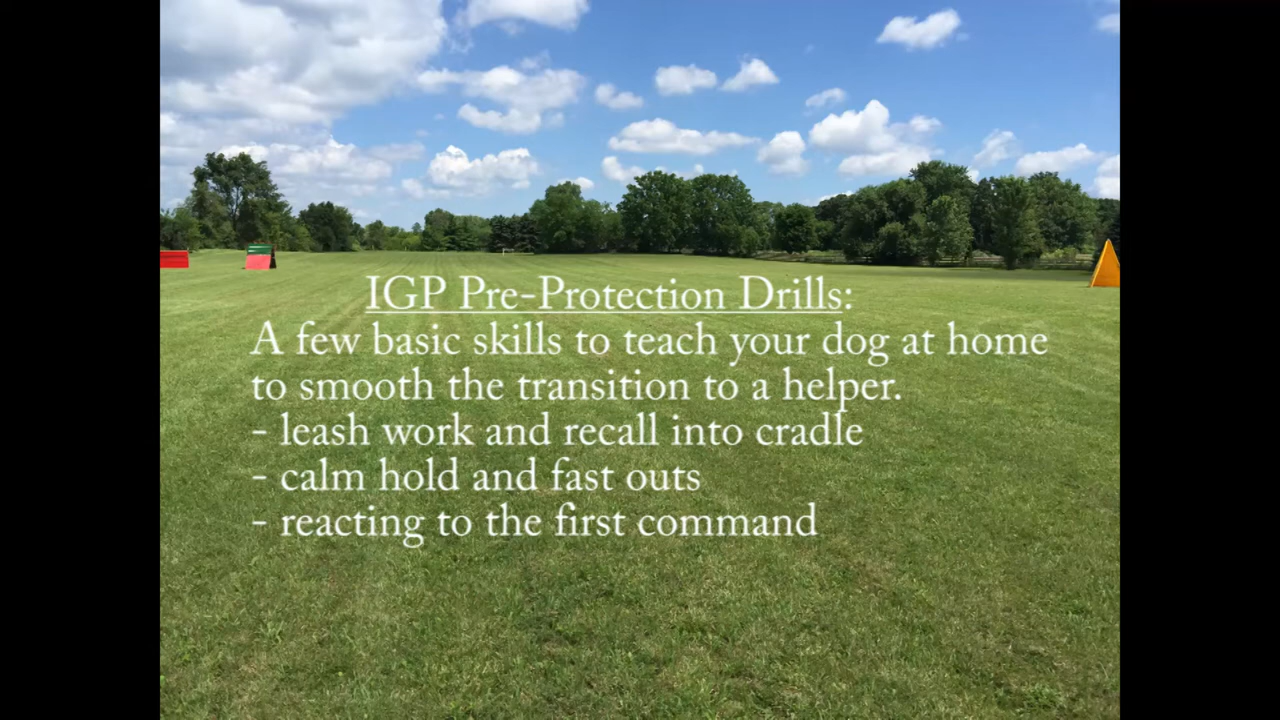 IGP Pre-Protection Drills:
A few basic skills to teach your dog at home
to smooth the transition to a helper.
- leash work and recall into cradle
- calm hold and fast outs
- reacting to the first command